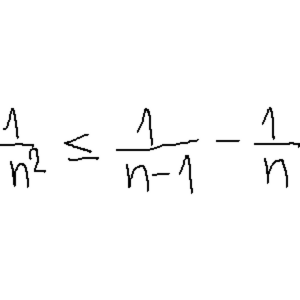 1/n² ≤ 1/(n-1) - 1/n